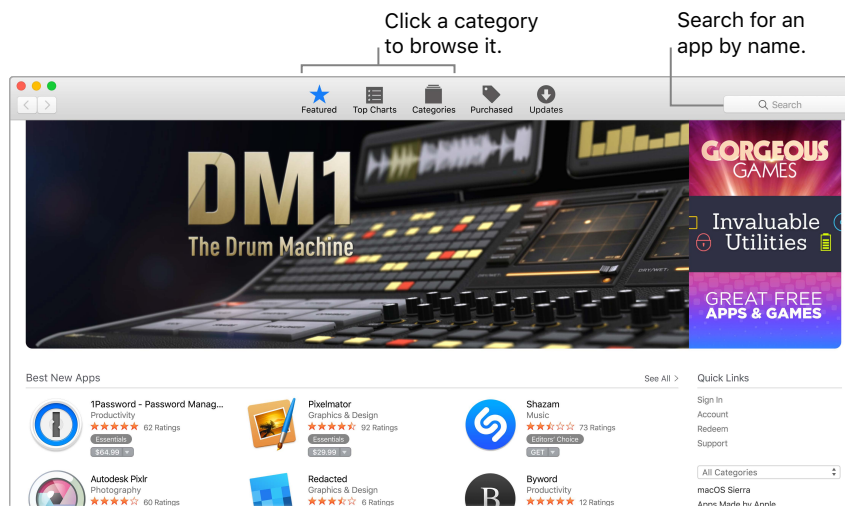 Click a category
to browse it.
Search for an
app by name.
Featured
Top Charts
Categories
Purchased
Updates
Search
DM1
The Drum Machine
GORGEOUS
GAMES
Invaluable
Utilities
GREAT FREE
APPS & GAMES
Best New Apps
See All >
Quick Links
1Password - Password Manag...
Productivity
62 Ratings
Essentials
$64.99
Pixelmator
Graphics & Design
92 Ratings
Essentials
$29.99
Shazam
Music
73 Ratings
Editors' Choice
GET
Sign In
Account
Redeem
Support
Autodesk Pixlr
Photography
60 Ratings
Redacted
Graphics & Design
6 Ratings
B
Byword
Productivity
12 Ratings
All Categories
macOS Sierra
Apps Made by Apple